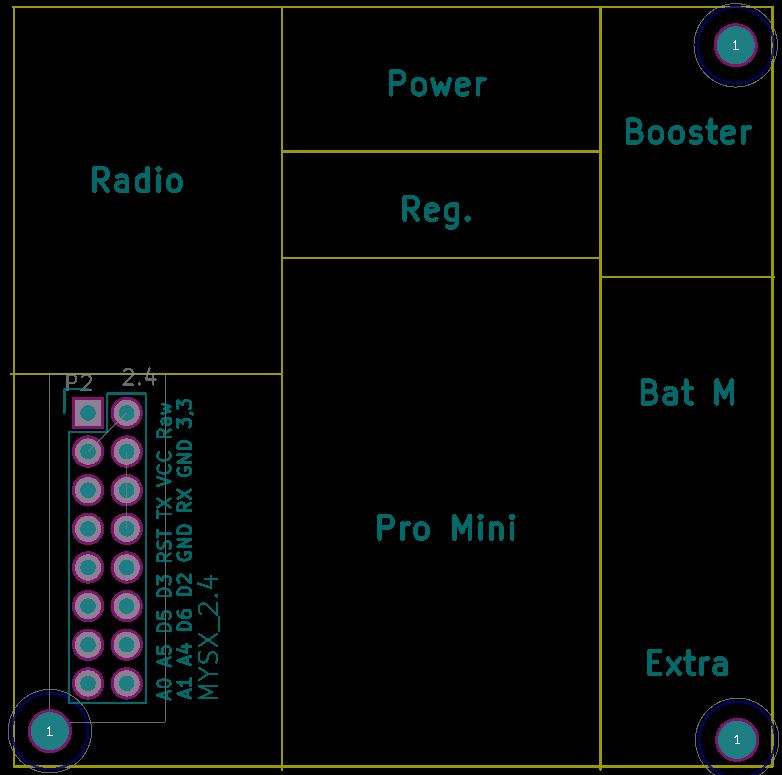 1
Power
Booster
Radio
Reg.
P2 2.4
Bat M
A0 A5 D5 D3 RST TX VCC Raw
A1 A4 D6 D2 GND RX GND 3,3
MYSX_2.4
Pro Mini
Extra
1
1